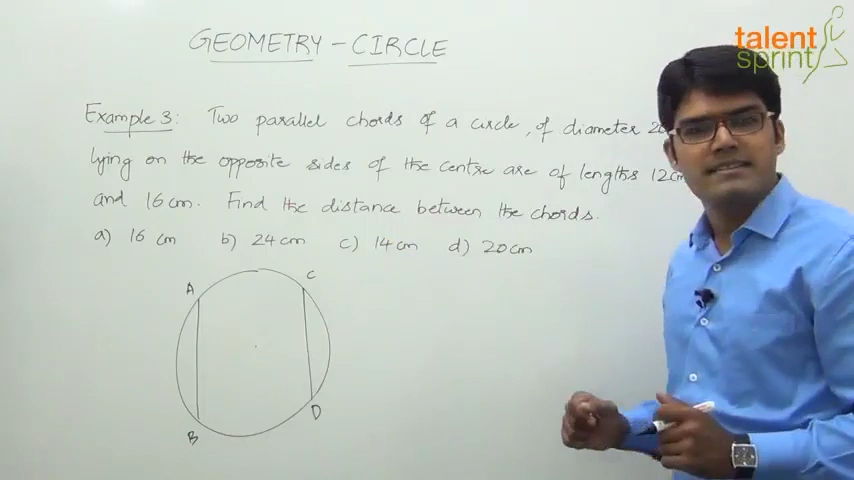 GEOMETRY - CIRCLE
talent
sprint
Example 3: Two parallel chords of a circle, of diameter
lying on the opposite sides of the centre are of lengths 12cm
and 16 cm. Find the distance between the chords.
a) 16 cm b) 24 cm c) 14 cm d) 20 cm
A C
B D